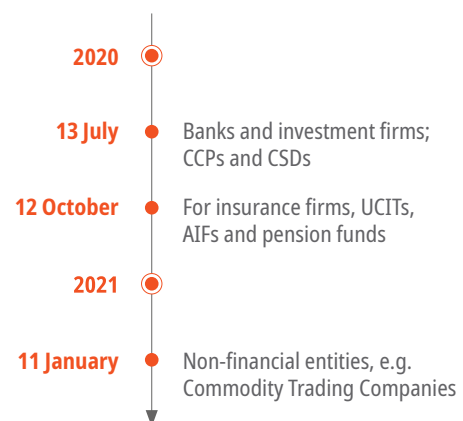 2020
13 July
Banks and investment firms;
CCPs and CSDs
12 October
For insurance firms, UCITs,
AIFs and pension funds
2021
11 January
Non-financial entities, e.g.
Commodity Trading Companies